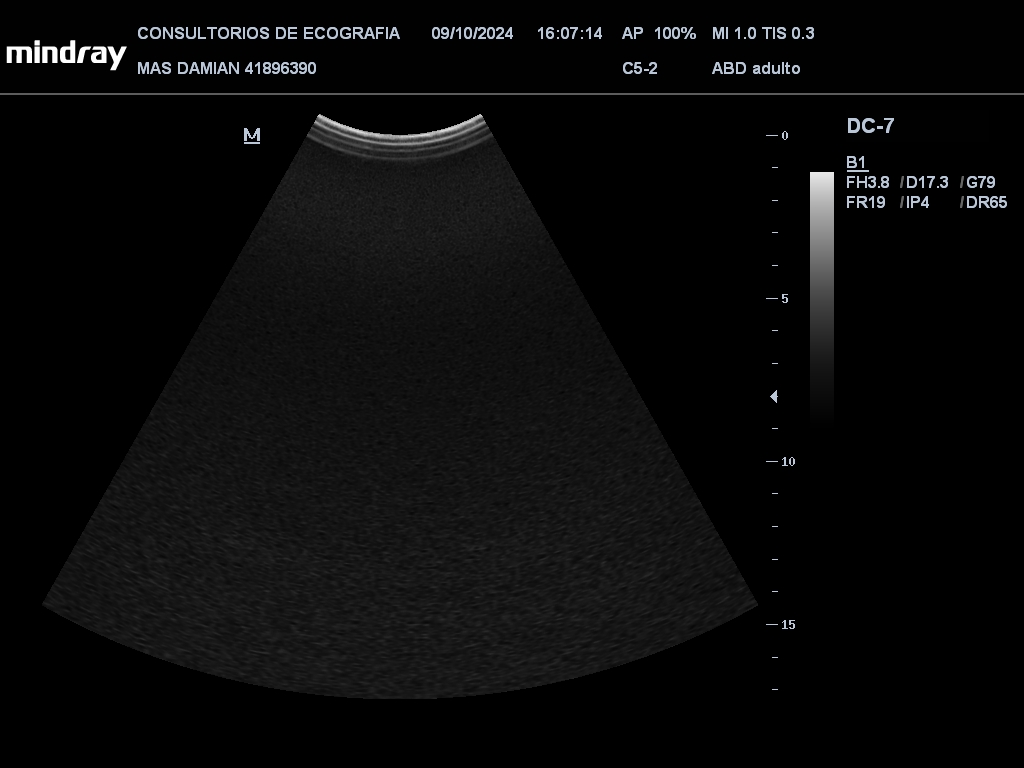 mindray
CONSULTORIOS DE ECOGRAFIA 09/10/2024 16:07:14 AP 100% MI 1.0 TIS 0.3
MAS DAMIAN 41896390 C5-2 ABD adulto
M
DC-7
B1
FH3.8 /D17.3 /G79
FR19 /IP4 /DR65
0
5
10
15